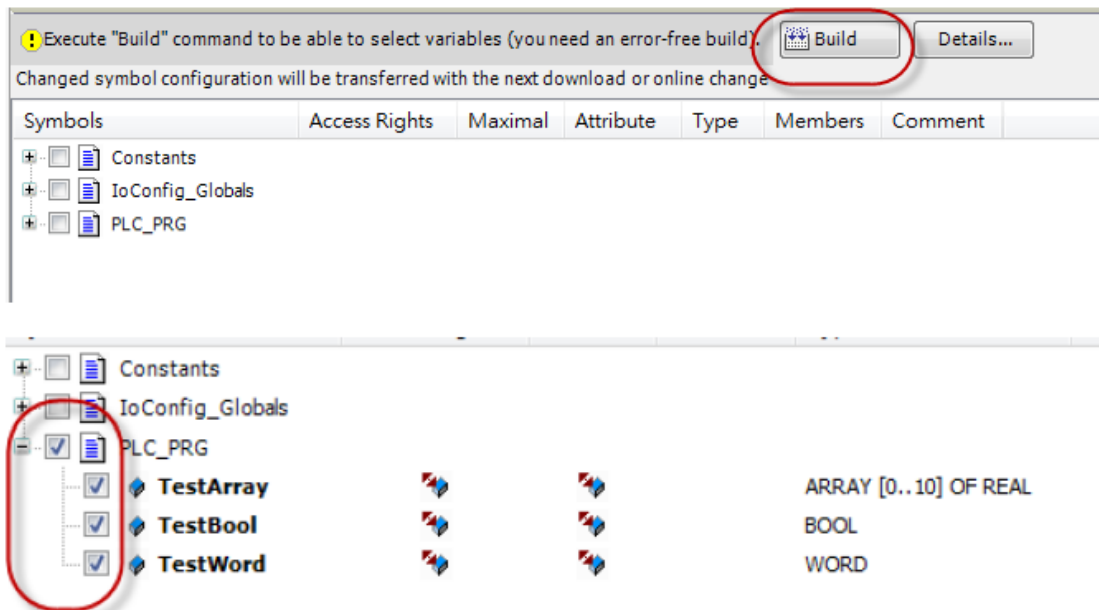 Execute "Build" command to be able to select variables (you need an error-free build). Build Details...
Changed symbol configuration will be transferred with the next download or online change
Symbols Access Rights Maximal Attribute Type Members Comment
Constants
IoConfig_Globals
PLC_PRG
Constants
IoConfig_Globals
PLC_PRG
TestArray ARRAY [0..10] OF REAL
TestBool BOOL
TestWord WORD